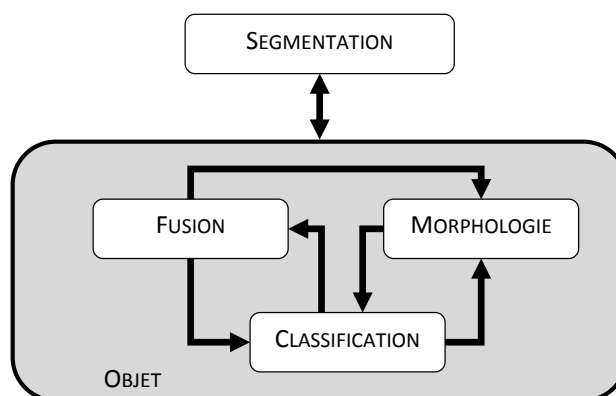 SEGMENTATION
FUSION
MORPHOLOGIE
CLASSIFICATION
OBJET